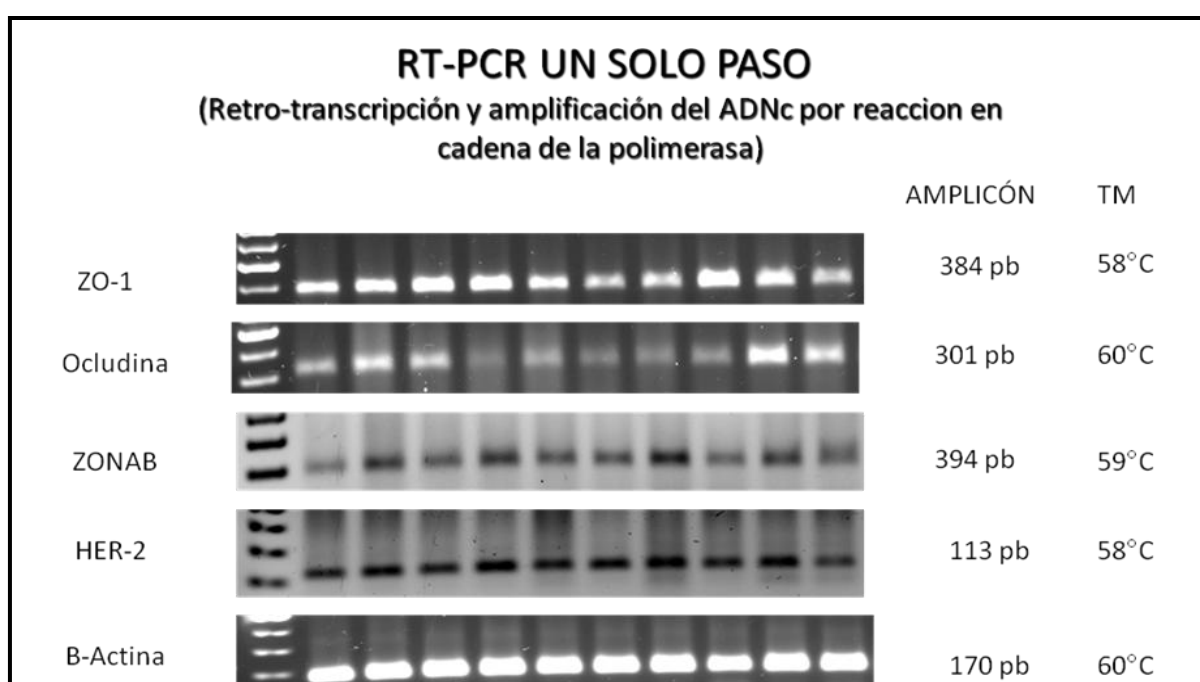 RT-PCR UN SOLO PASO
(Retro-transcripción y amplificación del ADNc por reaccion en
cadena de la polimerasa)
AMPLICÓN TM
ZO-1 384 pb 58°C
Ocludina 301 pb 60°C
ZONAB 394 pb 59°C
HER-2 113 pb 58°C
B-Actina 170 pb 60°C